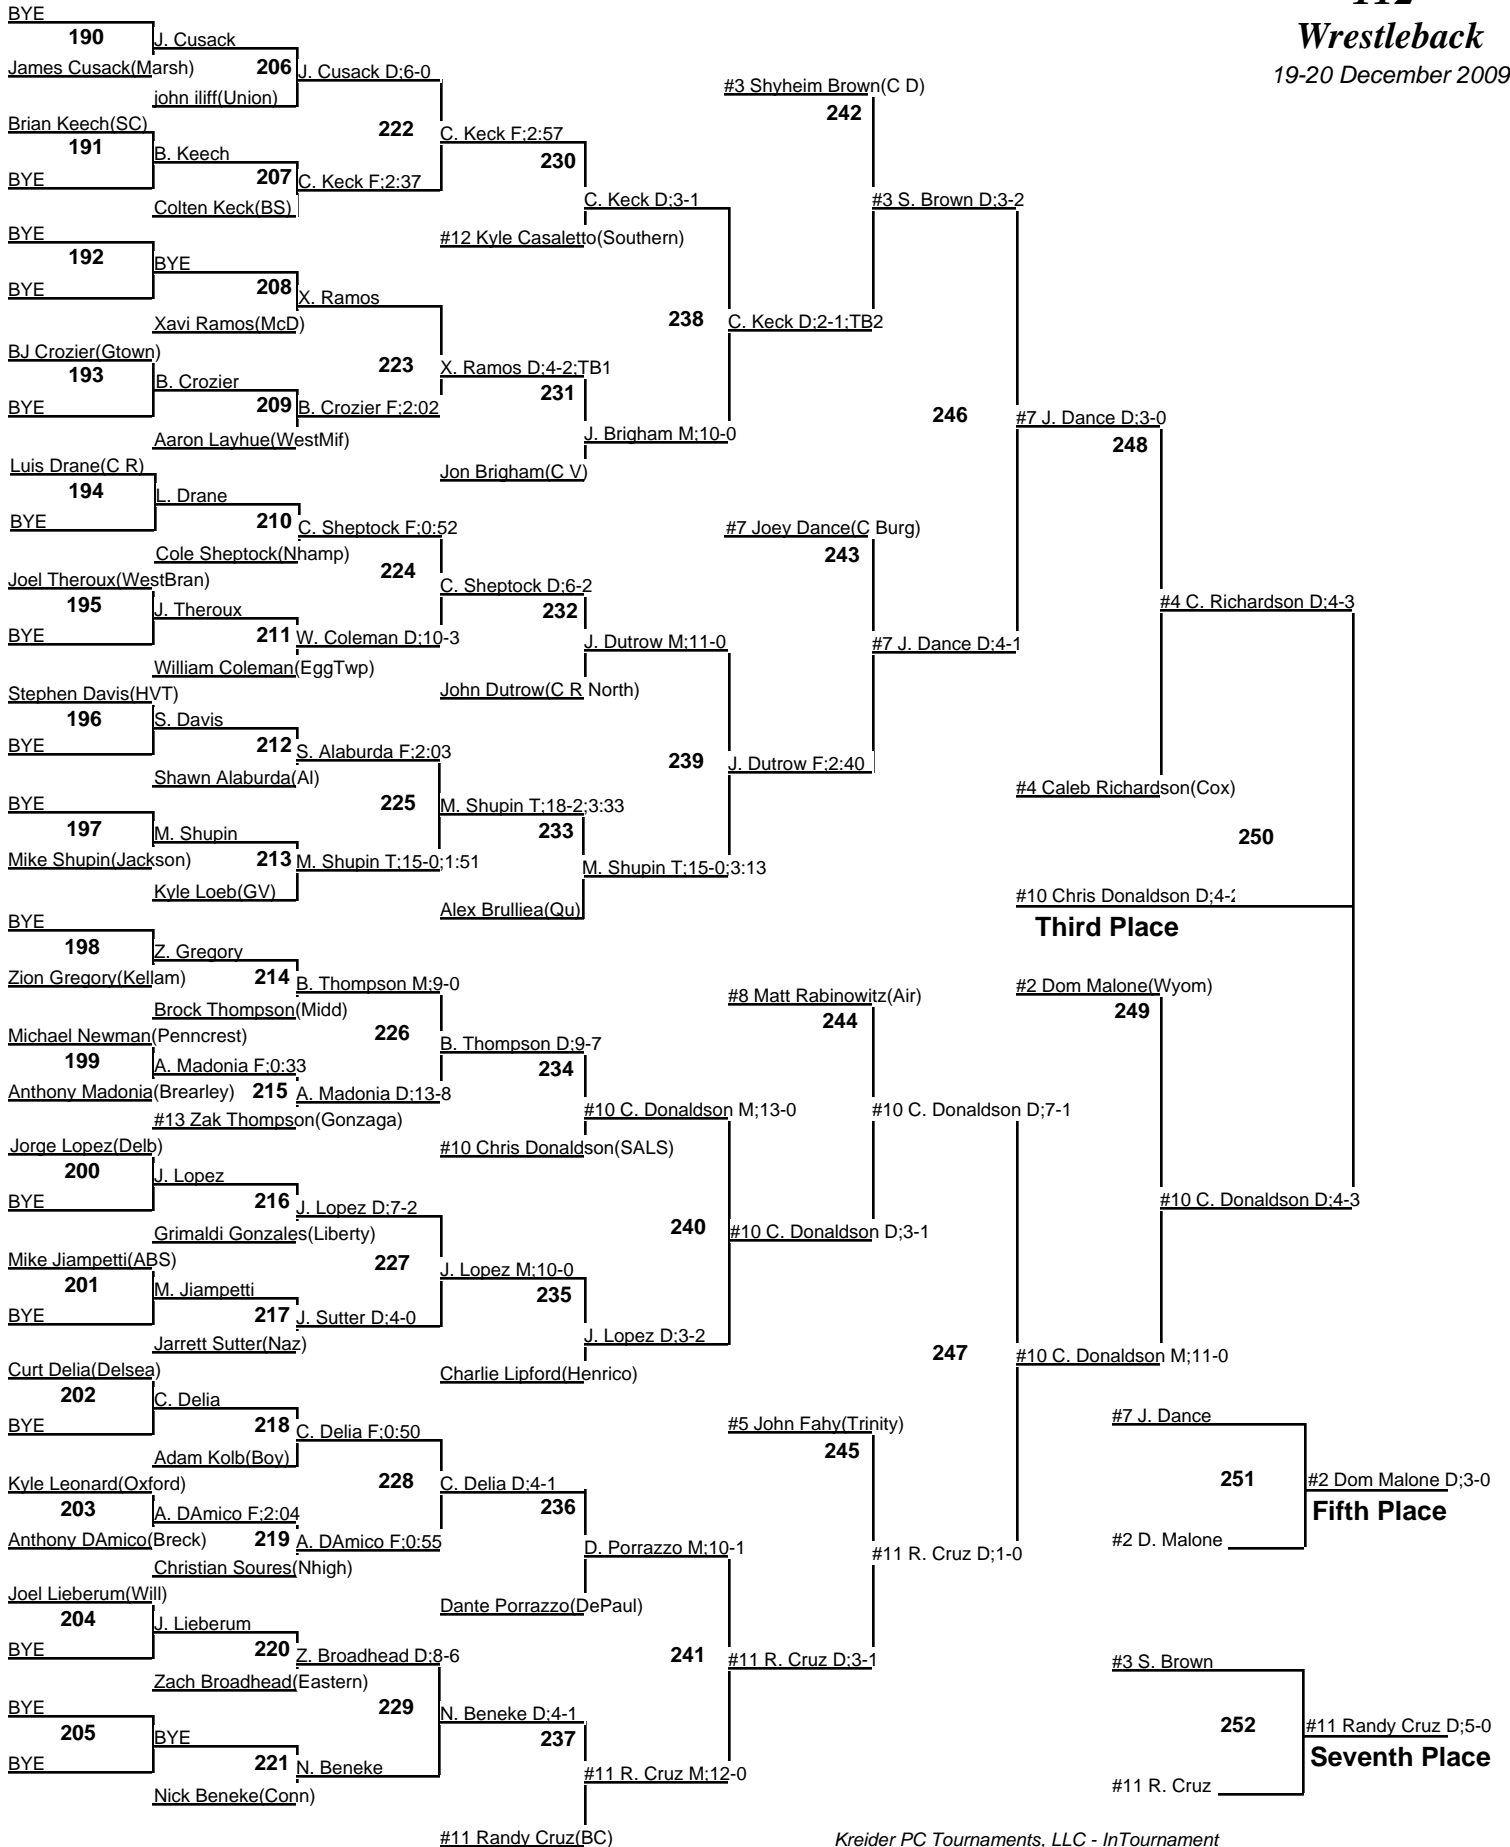 112
Wrestleback
19-20 December 2009
BYE
190
James Cusack(Marsh)
J. Cusack
206
john iliff(Union)
J. Cusack D;6-0
Brian Keech(SC)
191
BYE
B. Keech
207
Colten Keck(BS)
C. Keck F;2:37
222
C. Keck F;2:57
230
#12 Kyle Casaletto(Southern)
C. Keck D;3-1
BYE
192
BYE
BYE
208
Xavi Ramos(McD)
X. Ramos
BJ Crozier(Gtown)
193
BYE
B. Crozier
209
Aaron Layhue(WestMif)
B. Crozier F;2:02
223
X. Ramos D;4-2;TB1
231
Jon Brigham(C V)
J. Brigham M;10-0
238
C. Keck D;2-1;TB2
#3 Shyheim Brown(C D)
242
#3 S. Brown D;3-2
Luis Drane(C R)
194
BYE
L. Drane
210
Cole Sheptock(Nhamp)
C. Sheptock F;0:52
Joel Theroux(WestBran)
195
BYE
J. Theroux
211
William Coleman(EggTwp)
W. Coleman D;10-3
224
C. Sheptock D;6-2
232
John Dutrow(C R North)
J. Dutrow M;11-0
Stephen Davis(HVT)
196
BYE
S. Davis
212
Shawn Alaburda(Al)
S. Alaburda F;2:03
BYE
197
Mike Shupin(Jackson)
M. Shupin
213
Kyle Loeb(GV)
M. Shupin T;15-0;1:51
225
M. Shupin T;18-2;3:33
233
Alex Brulliea(Qu)
M. Shupin T;15-0;3:13
239
J. Dutrow F;2:40
#7 Joey Dance(C Burg)
243
#7 J. Dance D;4-1
246
#7 J. Dance D;3-0
248
#4 Caleb Richardson(Cox)
#4 C. Richardson D;4-3
250
#10 Chris Donaldson D;4-2
Third Place
BYE
198
Zion Gregory(Kellam)
Z. Gregory
214
Brock Thompson(Midd)
B. Thompson M;9-0
Michael Newman(Penncrest)
199
Anthony Madonia(Brearley)
A. Madonia F;0:33
215
#13 Zak Thompson(Gonzaga)
A. Madonia D;13-8
226
B. Thompson D;9-7
234
#10 Chris Donaldson(SALS)
#10 C. Donaldson M;13-0
Jorge Lopez(Delb)
200
BYE
J. Lopez
216
Grimaldi Gonzales(Liberty)
J. Lopez D;7-2
Mike Jiampetti(ABS)
201
BYE
M. Jiampetti
217
Jarrett Sutter(Naz)
J. Sutter D;4-0
227
J. Lopez M;10-0
235
Charlie Lipford(Henrico)
J. Lopez D;3-2
240
#10 C. Donaldson D;3-1
#8 Matt Rabinowitz(Air)
244
#10 C. Donaldson D;7-1
Curt Delia(Delsea)
202
BYE
C. Delia
218
Adam Kolb(Boy)
C. Delia F;0:50
Kyle Leonard(Oxford)
203
Anthony DAmico(Breck)
A. DAmico F;2:04
219
Christian Soures(Nhigh)
A. DAmico F;0:55
228
C. Delia D;4-1
236
Dante Porrazzo(DePaul)
D. Porrazzo M;10-1
Joel Lieberum(Will)
204
BYE
J. Lieberum
220
Zach Broadhead(Eastern)
Z. Broadhead D;8-6
BYE
205
BYE
BYE
221
Nick Beneke(Conn)
N. Beneke
229
N. Beneke D;4-1
237
#11 Randy Cruz(BC)
#11 R. Cruz M;12-0
241
#11 R. Cruz D;3-1
#5 John Fahy(Trinity)
245
#11 R. Cruz D;1-0
247
#10 C. Donaldson M;11-0
#2 Dom Malone(Wyom)
249
#10 C. Donaldson D;4-3
#7 J. Dance
251
#2 D. Malone
#2 Dom Malone D;3-0
Fifth Place
#3 S. Brown
252
#11 R. Cruz
#11 Randy Cruz D;5-0
Seventh Place
Kreider PC Tournaments, LLC - InTournament